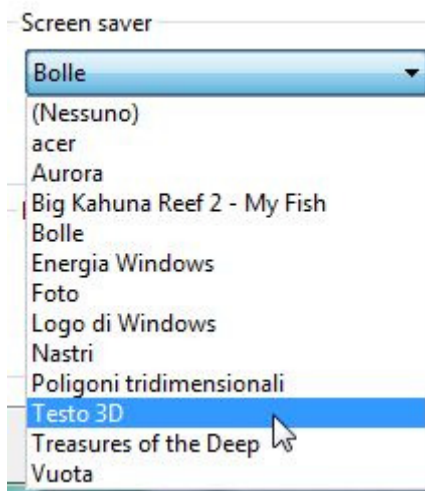 Screen saver
Bolle
(Nessuno)
acer
Aurora
Big Kahuna Reef 2 - My Fish
Bolle
Energia Windows
Foto
Logo di Windows
Nastri
Poligoni tridimensionali
Testo 3D
Treasures of the Deep
Vuota